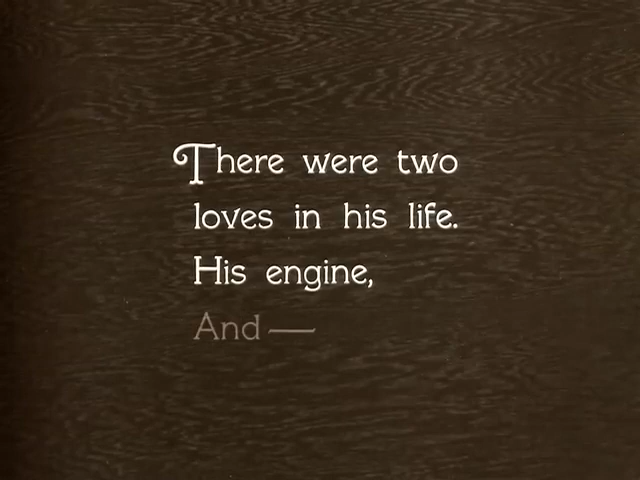 There were two
loves in his life.
His engine,
And —